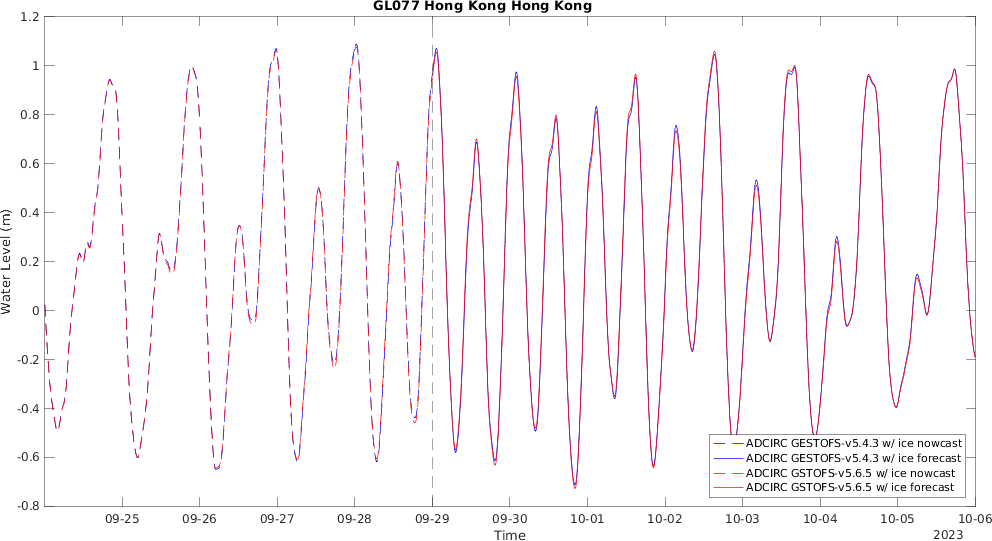 GL077 Hong Kong Hong Kong
1.2
1
0.8
0.6
0.4
0.2
0
-0.2
-0.4
-0.6
-0.8
Water Level (m)
09-25 09-26 09-27 09-28 09-29 09-30 10-01 10-02 10-03 10-04 10-05 10-06
Time
2023
ADCIRC GESTOFS-v5.4.3 w/ ice nowcast
ADCIRC GESTOFS-v5.4.3 w/ ice forecast
ADCIRC GSTOFS-v5.6.5 w/ ice nowcast
ADCIRC GSTOFS-v5.6.5 w/ ice forecast